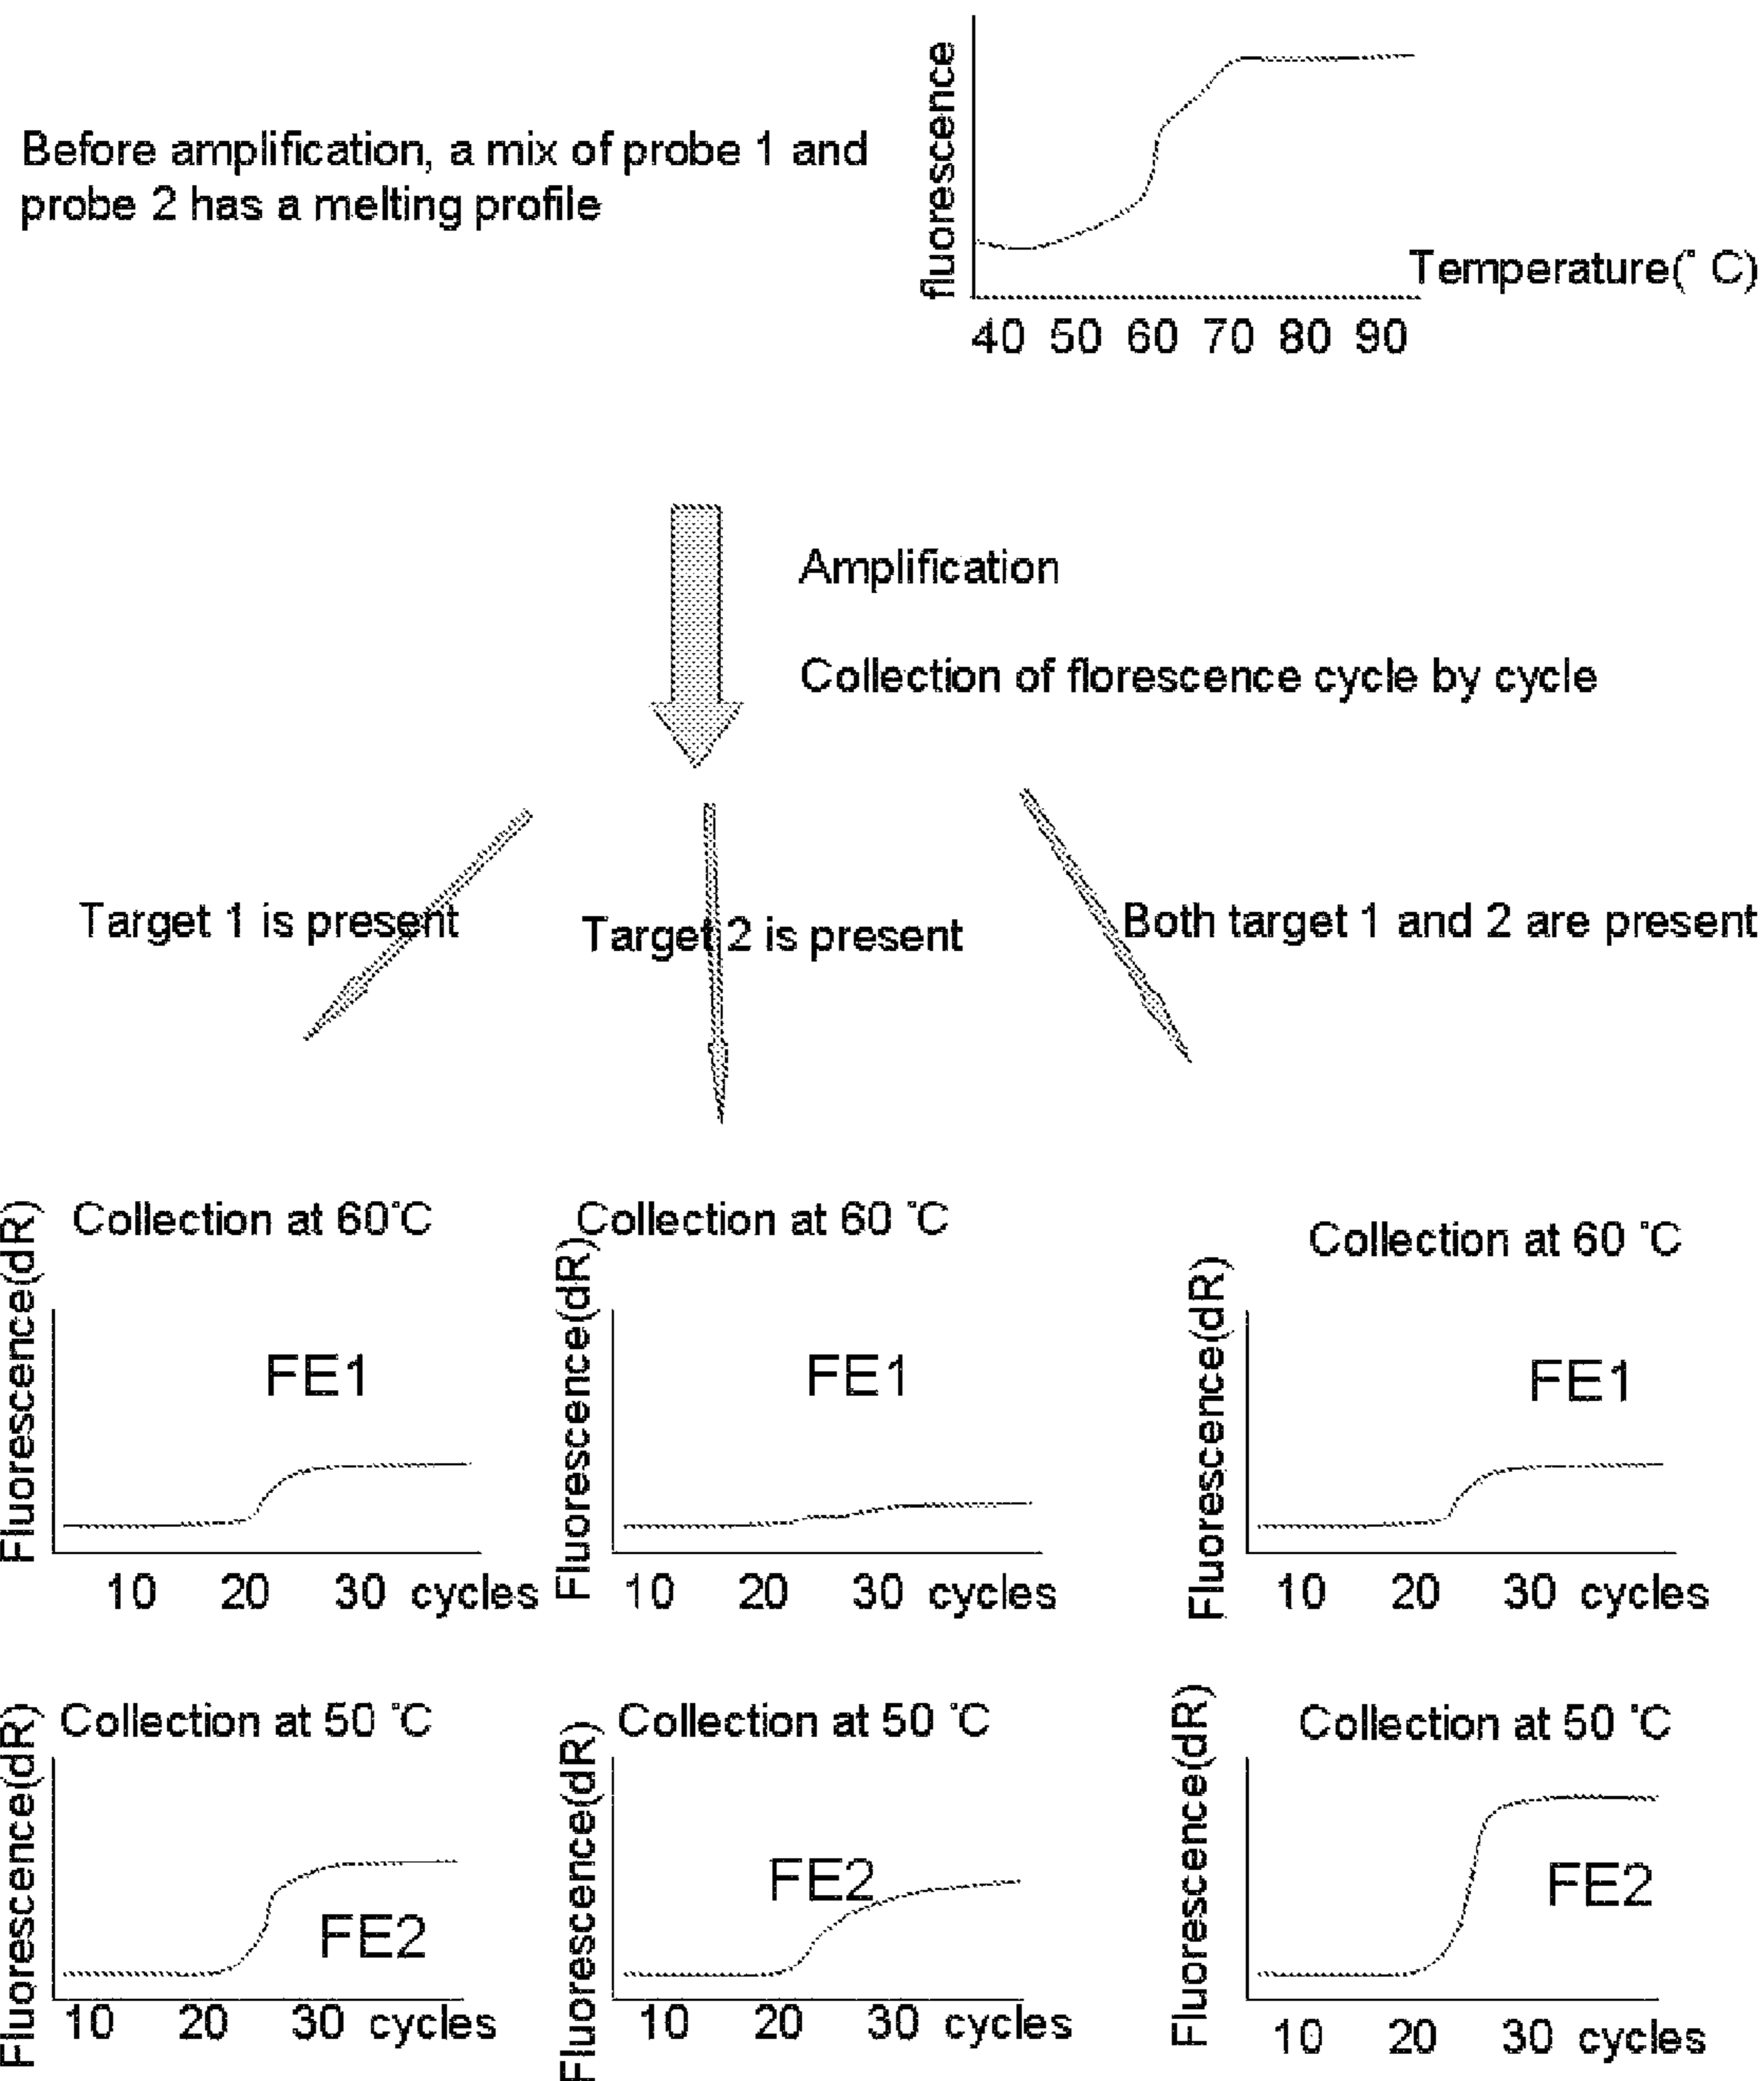 Before amplification, a mix of probe 1 and
probe 2 has a melting profile
fluorescence
Temperature(° C)
40 50 60 70 80 90
Amplification
Collection of florescence cycle by cycle
Target 1 is present
Target 2 is present
Both target 1 and 2 are present
Collection at 60°C
Fluorescence(dR)
FE1
10 20 30 cycles
Collection at 60 °C
Fluorescence(dR)
FE1
10 20 30 cycles
Collection at 60 °C
Fluorescence(dR)
FE1
10 20 30 cycles
Collection at 50 °C
Fluorescence(dR)
FE2
10 20 30 cycles
Collection at 50 °C
Fluorescence(dR)
FE2
10 20 30 cycles
Collection at 50 °C
Fluorescence(dR)
FE2
10 20 30 cycles